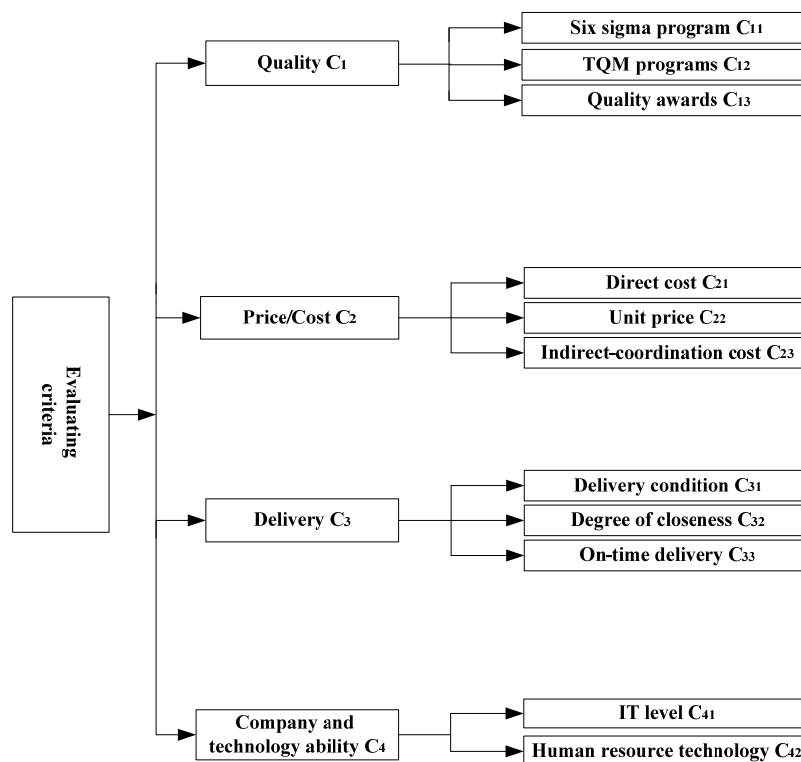 Evaluating
criteria
Quality C1
Six sigma program C11
TQM programs C12
Quality awards C13
Price/Cost C2
Direct cost C21
Unit price C22
Indirect-coordination cost C23
Delivery C3
Delivery condition C31
Degree of closeness C32
On-time delivery C33
Company and
technology ability C4
IT level C41
Human resource technology C42